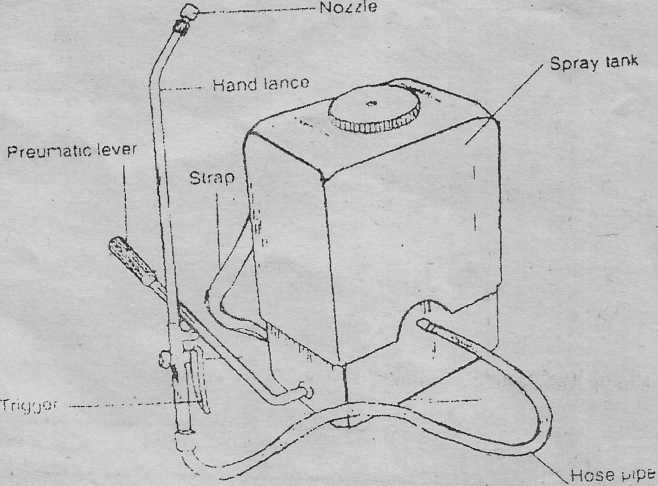 Nozzle
Hand lance
Spray tank
Preumatic lever
Strap
Trigger
Hose pipe